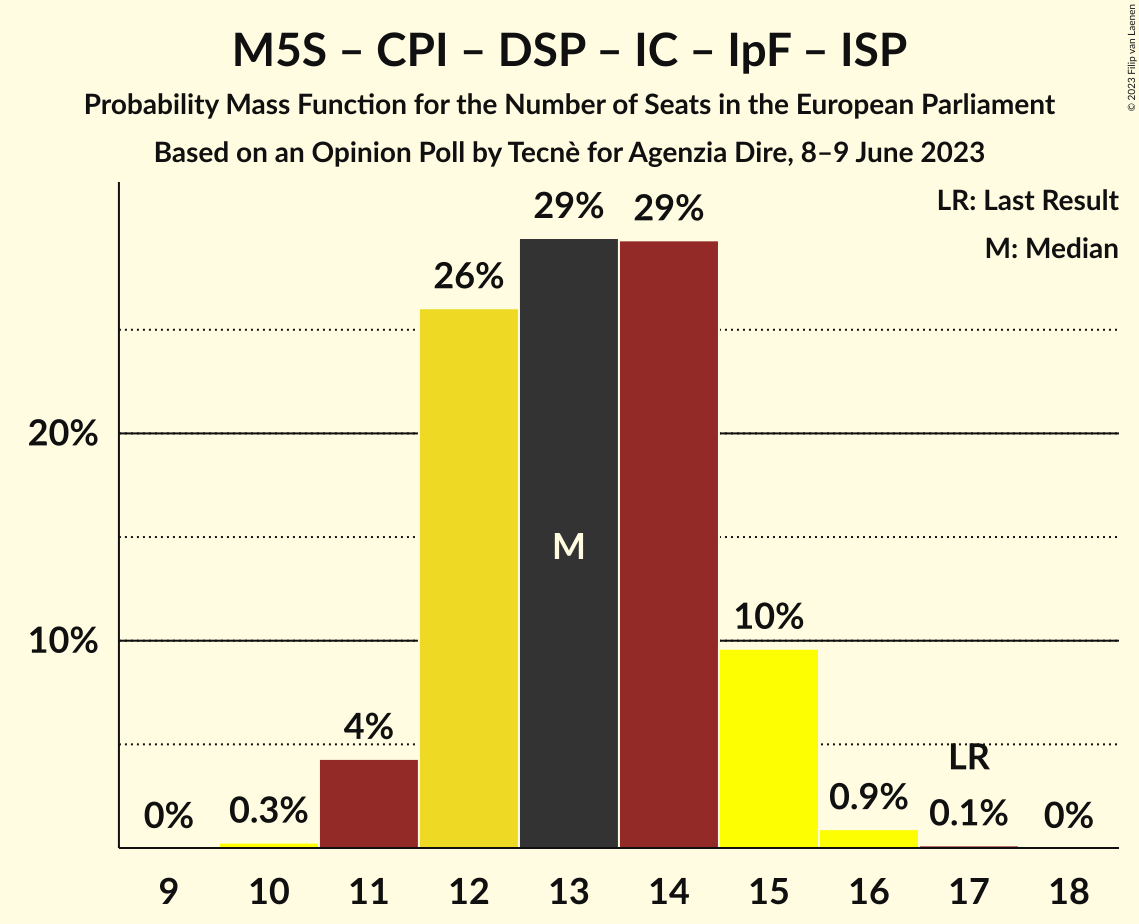 M5S – CPI – DSP – IC – IpF – ISP
Probability Mass Function for the Number of Seats in the European Parliament
Based on an Opinion Poll by Tecnè for Agenzia Dire, 8–9 June 2023
© 2023 Filip van Laenen
LR: Last Result
M: Median
29%
29%
26%
20%
M
10%
10%
4%
LR
0%
0.3%
0.9%
0.1%
0%
9 10 11 12 13 14 15 16 17 18